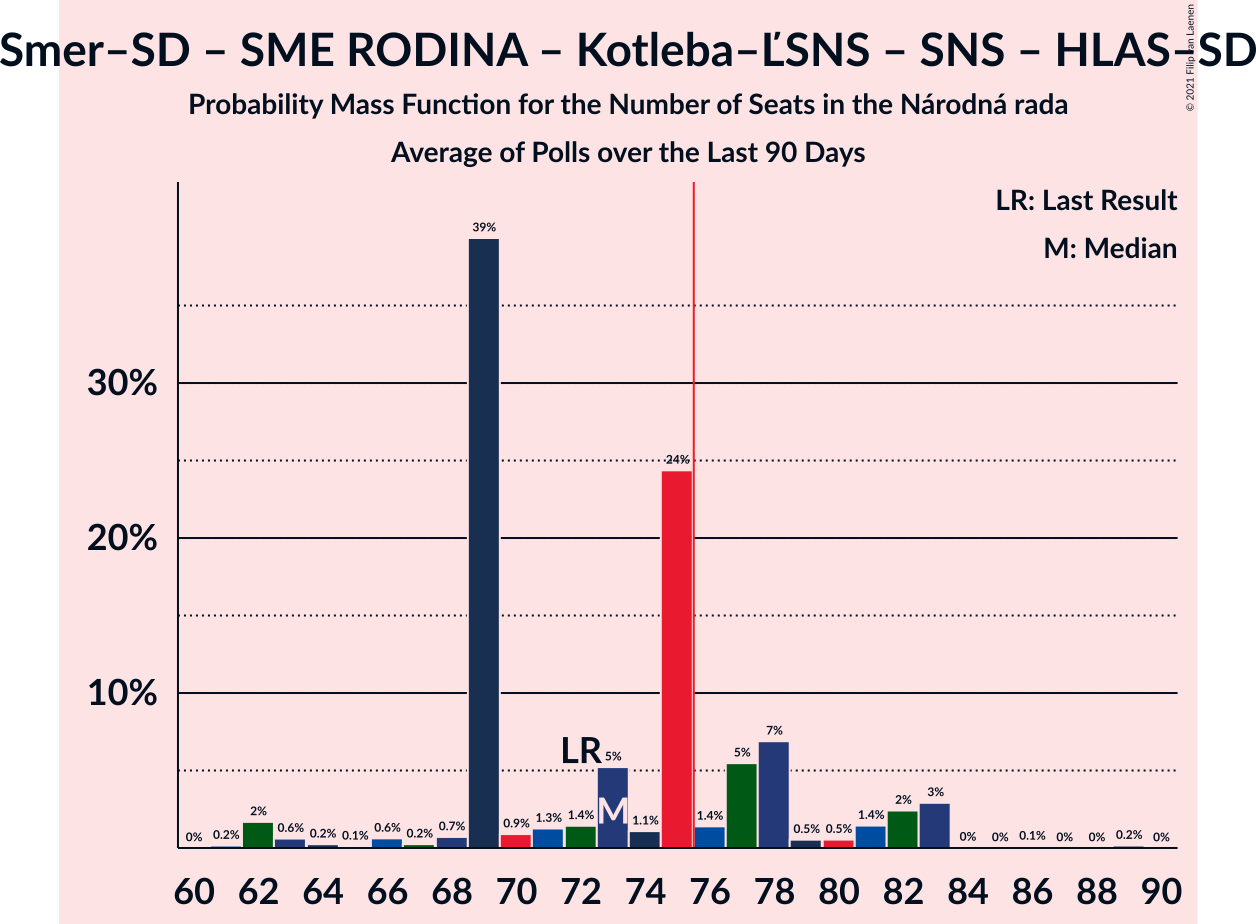 Smer–SD – SME RODINA – Kotleba–ĽSNS – SNS – HLAS–SD
Probability Mass Function for the Number of Seats in the Národná rada
Average of Polls over the Last 90 Days
© 2021 Filip van Laenen
LR: Last Result
M: Median
30%
20%
10%
0% 0.2% 2% 0.6% 0.2% 0.1% 0.6% 0.2% 0.7% 39% 0.9% 1.3% 1.4% 5% 1.1% 24% 1.4% 5% 7% 0.5% 0.5% 1.4% 2% 3% 0% 0% 0.1% 0% 0% 0.2% 0%
LR
M
60 62 64 66 68 70 72 74 76 78 80 82 84 86 88 90